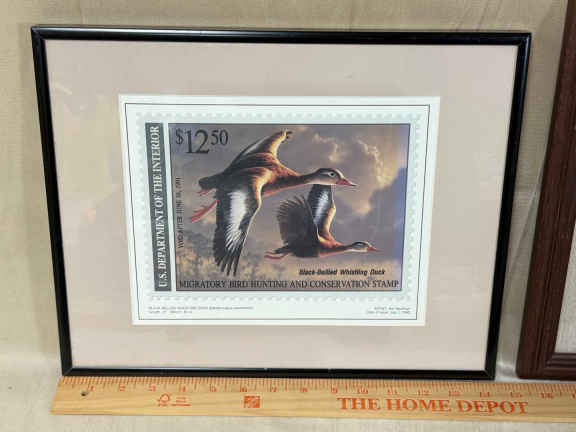 U.S. DEPARTMENT OF THE INTERIOR
$12.50
VOID AFTER JUNE 30, 1991
Black-Bellied Whistling Duck
MIGRATORY BIRD HUNTING AND CONSERVATION STAMP
THE HOME DEPOT